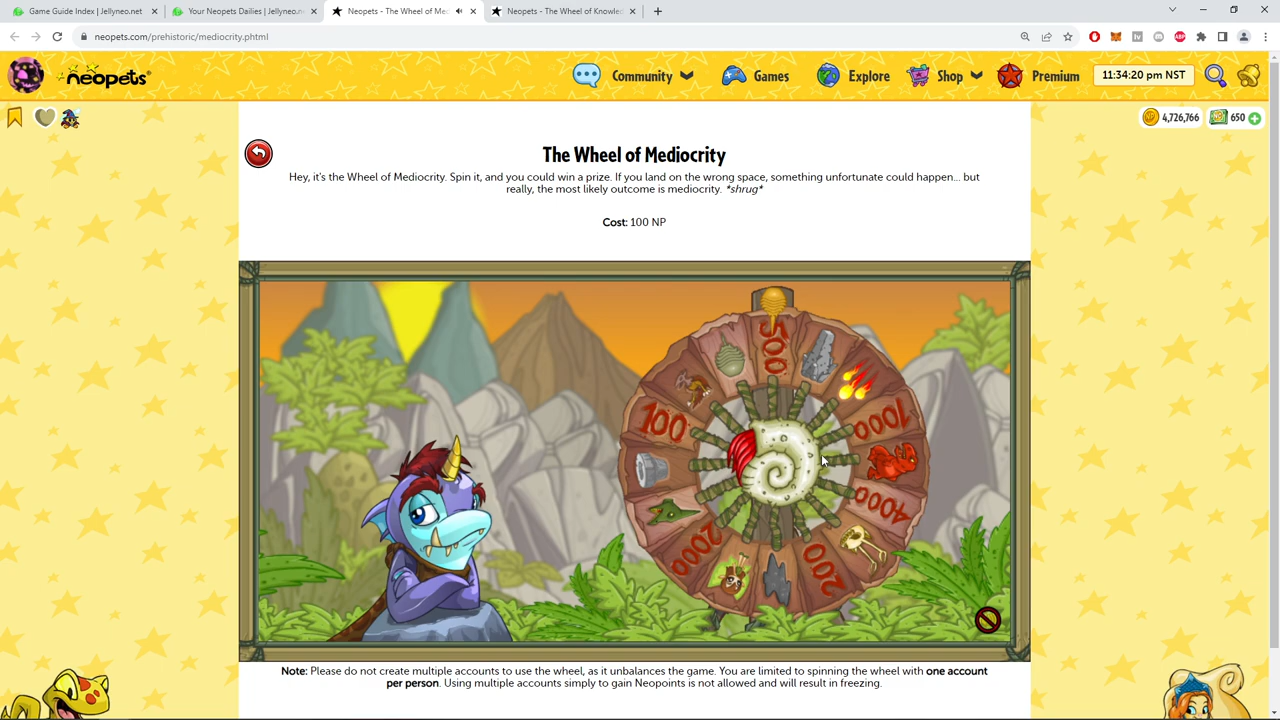 Game Guide Index | Jellyneo.net
Your Neopets Dailies | Jellyneo.n
Neopets - The Wheel of Me
Neopets - The Wheel of Knowled
neopets.com/prehistoric/mediocrity.phtml
neopets
Community
Games
Explore
Shop
Premium
11:34:20 pm NST
4,726,766
650
The Wheel of Mediocrity
Hey, it's the Wheel of Mediocrity. Spin it, and you could win a prize. If you land on the wrong space, something unfortunate could happen... but
really, the most likely outcome is mediocrity. *shrug*
Cost: 100 NP
500
1000
4000
200
2000
100
Note: Please do not create multiple accounts to use the wheel, as it unbalances the game. You are limited to spinning the wheel with one account
per person. Using multiple accounts simply to gain Neopoints is not allowed and will result in freezing.